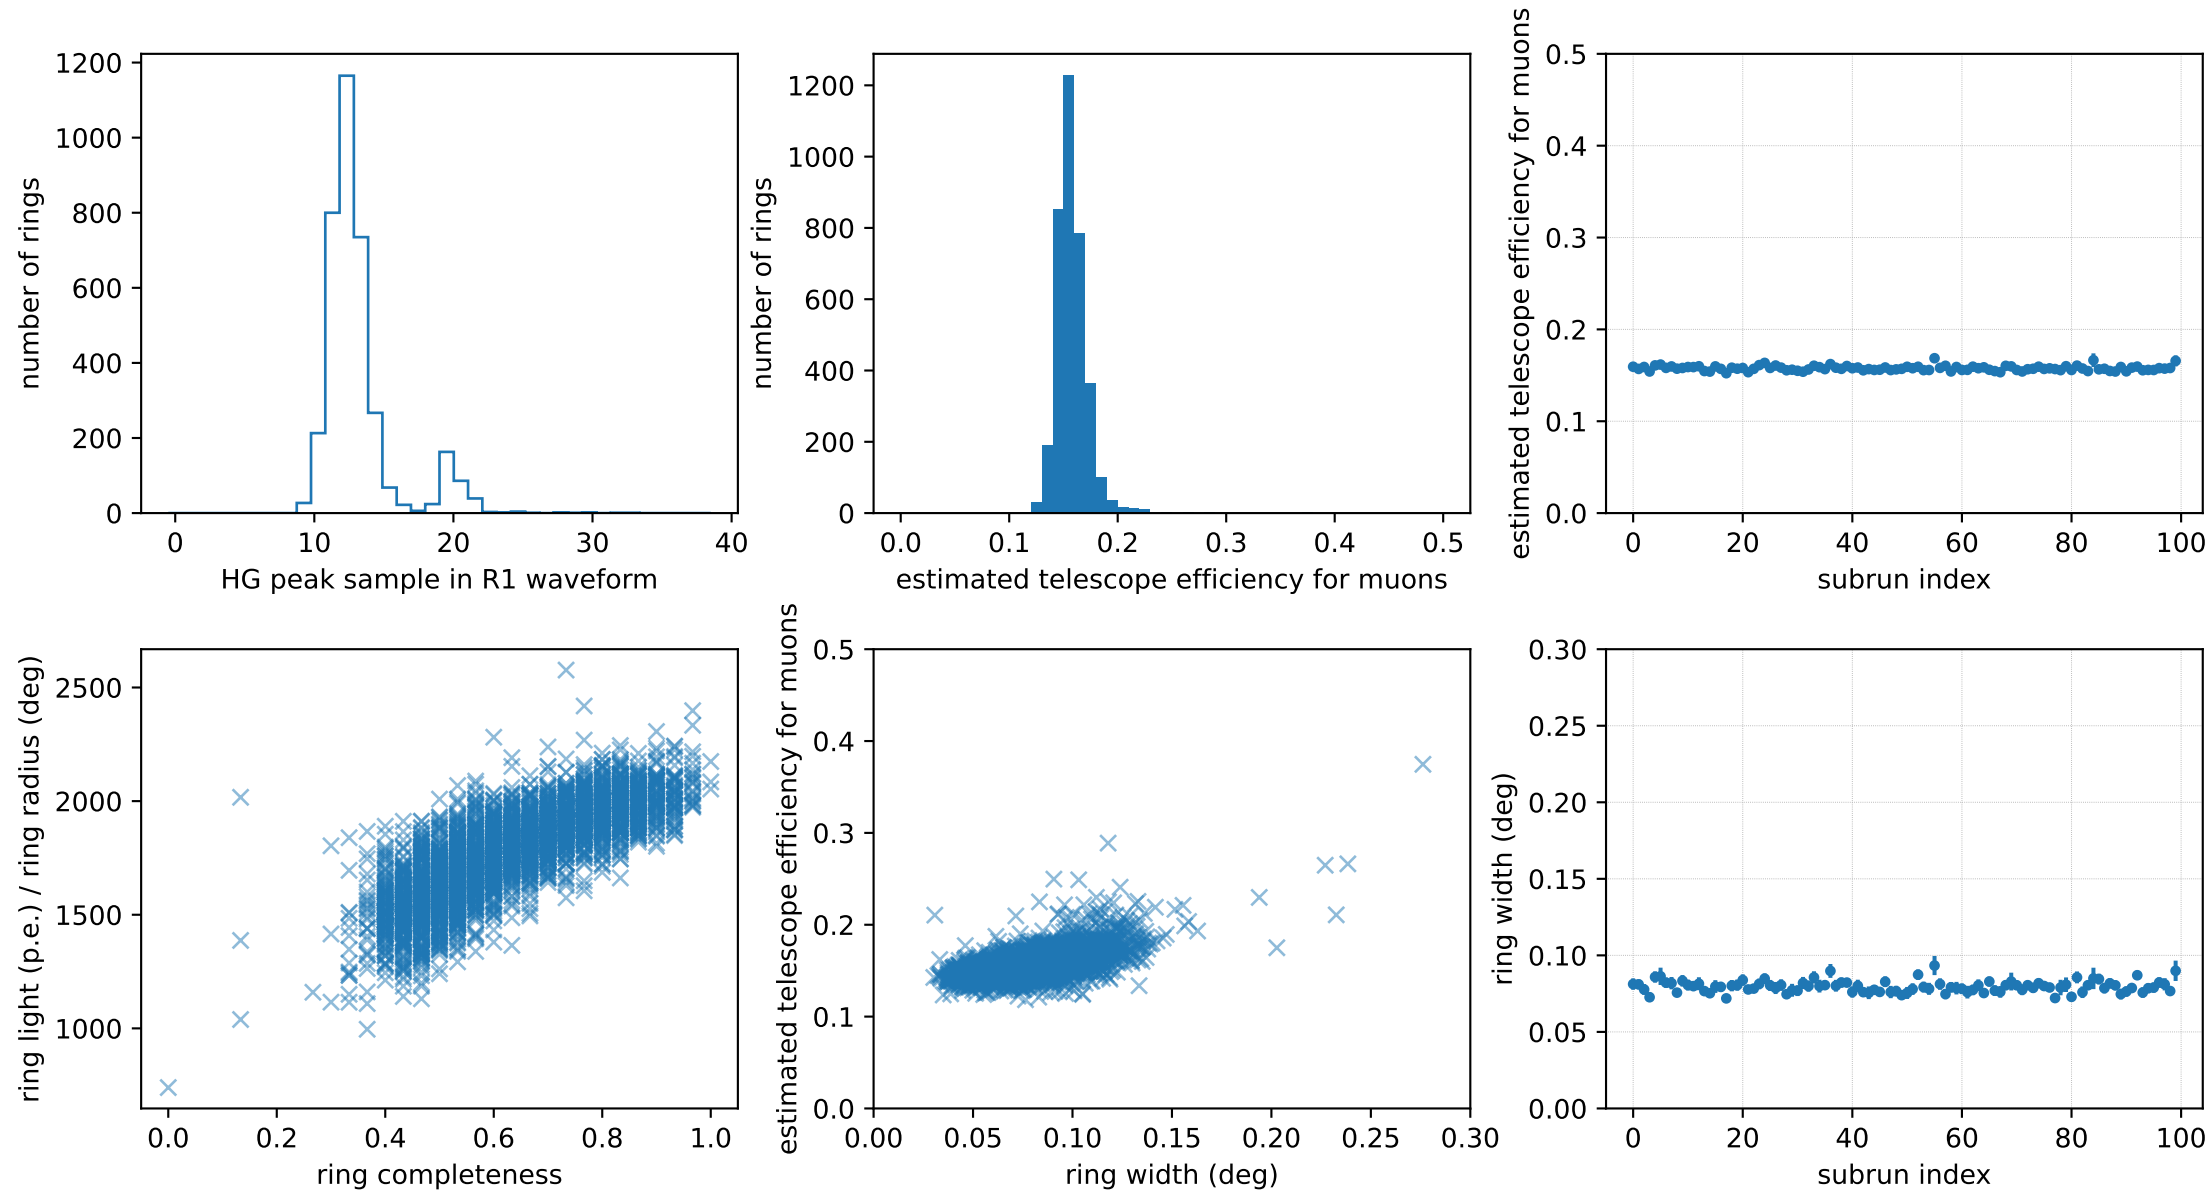 number of rings
1200
1000
800
600
400
200
0
0 10 20 30 40
HG peak sample in R1 waveform
number of rings
1200
1000
800
600
400
200
0
0.0 0.1 0.2 0.3 0.4 0.5
estimated telescope efficiency for muons
estimated telescope efficiency for muons
0.5
0.4
0.3
0.2
0.1
0.0
0 20 40 60 80 100
subrun index
ring light (p.e.) / ring radius (deg)
2500
2000
1500
1000
0.0 0.2 0.4 0.6 0.8 1.0
ring completeness
estimated telescope efficiency for muons
0.5
0.4
0.3
0.2
0.1
0.0
0.00 0.05 0.10 0.15 0.20 0.25 0.30
ring width (deg)
ring width (deg)
0.30
0.25
0.20
0.15
0.10
0.05
0.00
0 20 40 60 80 100
subrun index